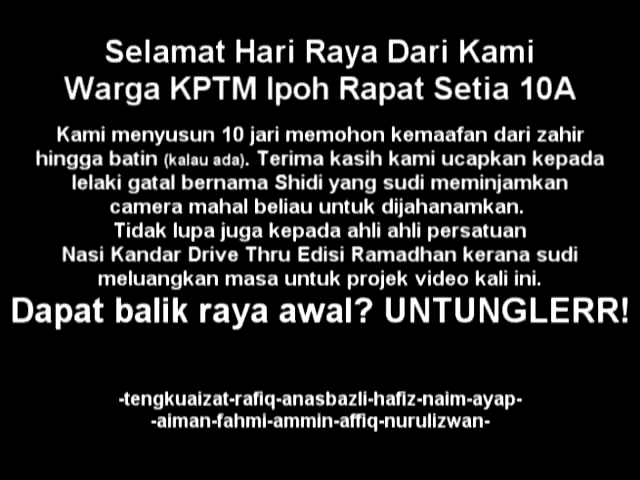 Selamat Hari Raya Dari Kami
Warga KPTM Ipoh Rapat Setia 10A
Kami menyusun 10 jari memohon kemaafan dari zahir
hingga batin (kalau ada). Terima kasih kami ucapkan kepada
lelaki gatal bernama Shidi yang sudi meminjamkan
camera mahal beliau untuk dijahanamkan.
Tidak lupa juga kepada ahli ahli persatuan
Nasi Kandar Drive Thru Edisi Ramadhan kerana sudi
meluangkan masa untuk projek video kali ini.
Dapat balik raya awal? UNTUNGLERR!
-tengkuaizat-rafiq-anasbazli-hafiz-naim-ayap-
-aiman-fahmi-ammin-affiq-nurulizwan-